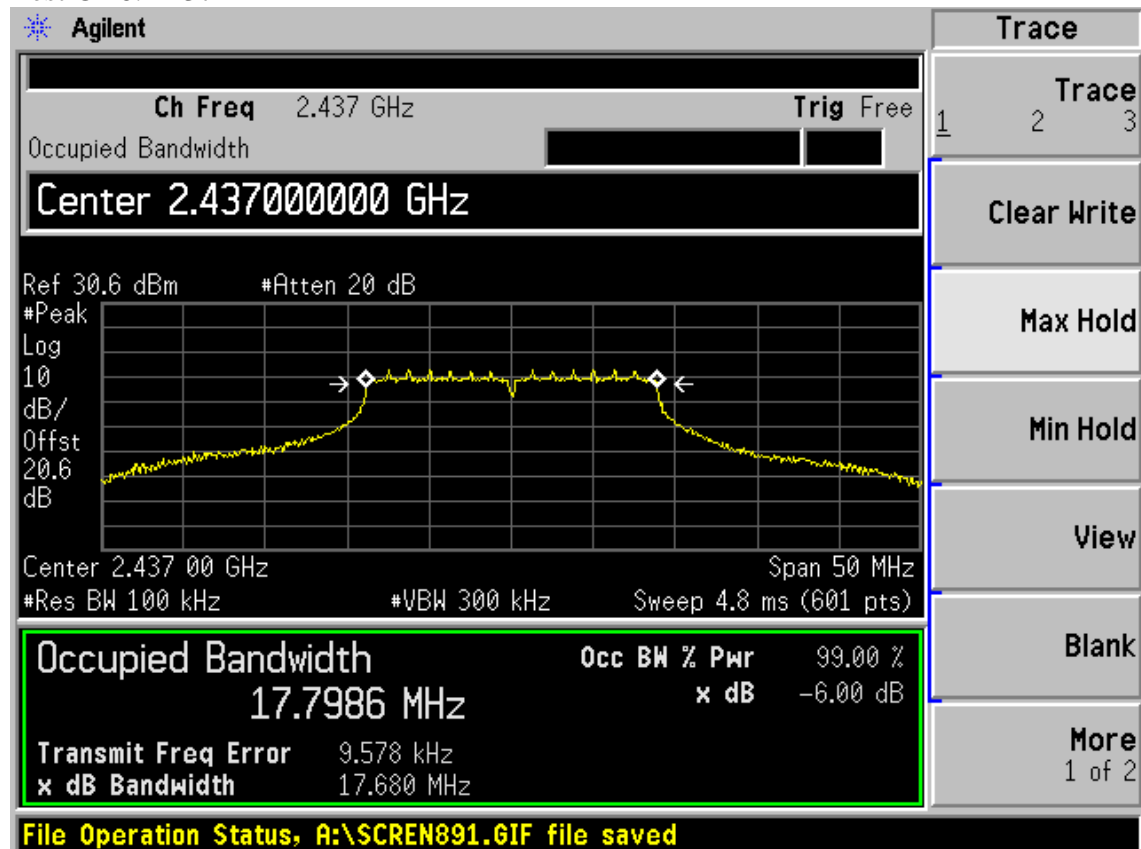 Agilent
Trace
Ch Freq 2.437 GHz Trig Free
Occupied Bandwidth
Center 2.437000000 GHz
Ref 30.6 dBm #Atten 20 dB
#Peak
Log
10
dB/
Offst
20.6
dB
Center 2.437 00 GHz Span 50 MHz
#Res BW 100 kHz #VBW 300 kHz Sweep 4.8 ms (601 pts)
Occupied Bandwidth
17.7986 MHz
Occ BW % Pwr 99.00 %
x dB -6.00 dB
Transmit Freq Error 9.578 kHz
x dB Bandwidth 17.680 MHz
File Operation Status, A:\SCREN891.GIF file saved
Trace
1 2 3
Clear Write
Max Hold
Min Hold
View
Blank
More
1 of 2